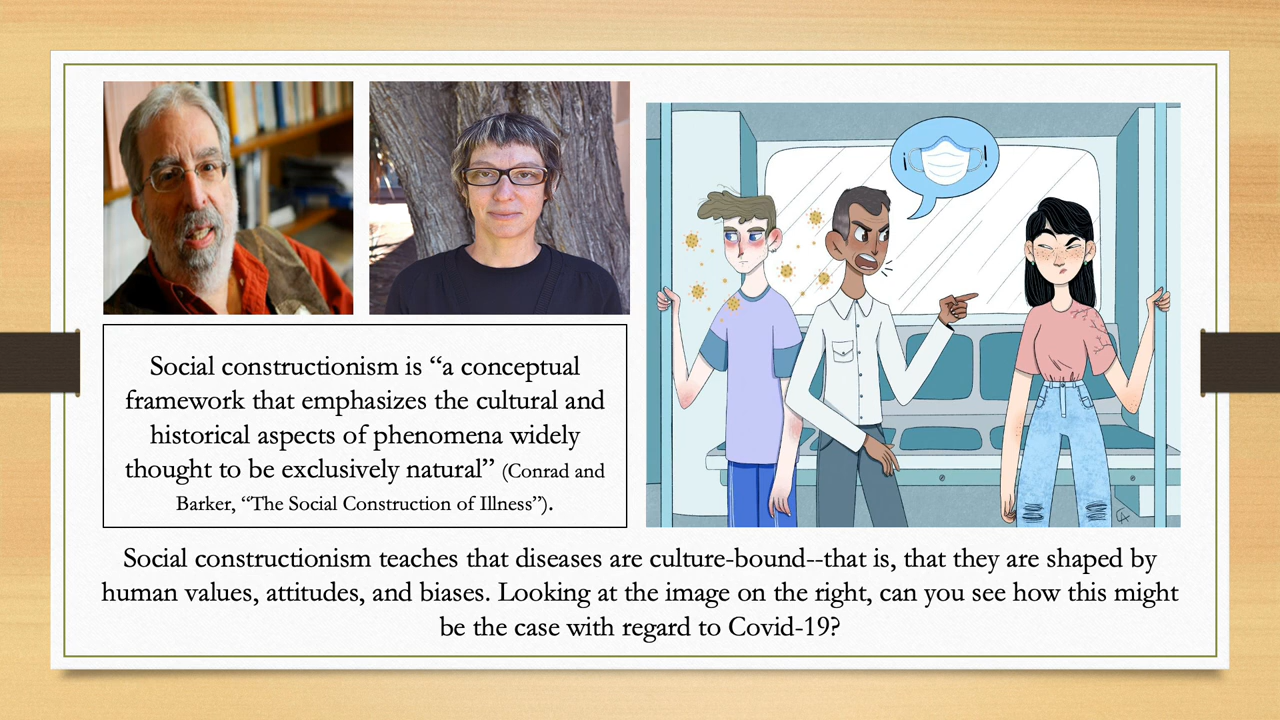 ¡ !
Social constructionism is “a conceptual
framework that emphasizes the cultural and
historical aspects of phenomena widely
thought to be exclusively natural” (Conrad and
Barker, “The Social Construction of Illness”).
Social constructionism teaches that diseases are culture-bound--that is, that they are shaped by
human values, attitudes, and biases. Looking at the image on the right, can you see how this might
be the case with regard to Covid-19?